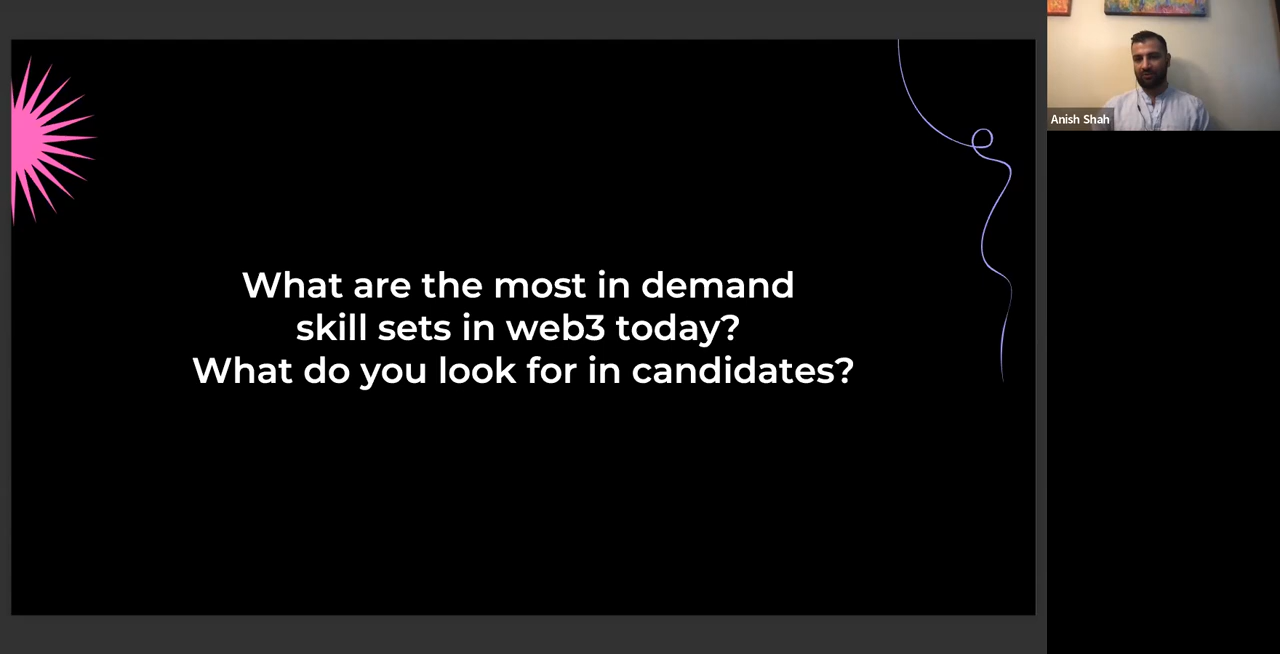 What are the most in demand
skill sets in web3 today?
What do you look for in candidates?
Anish Shah